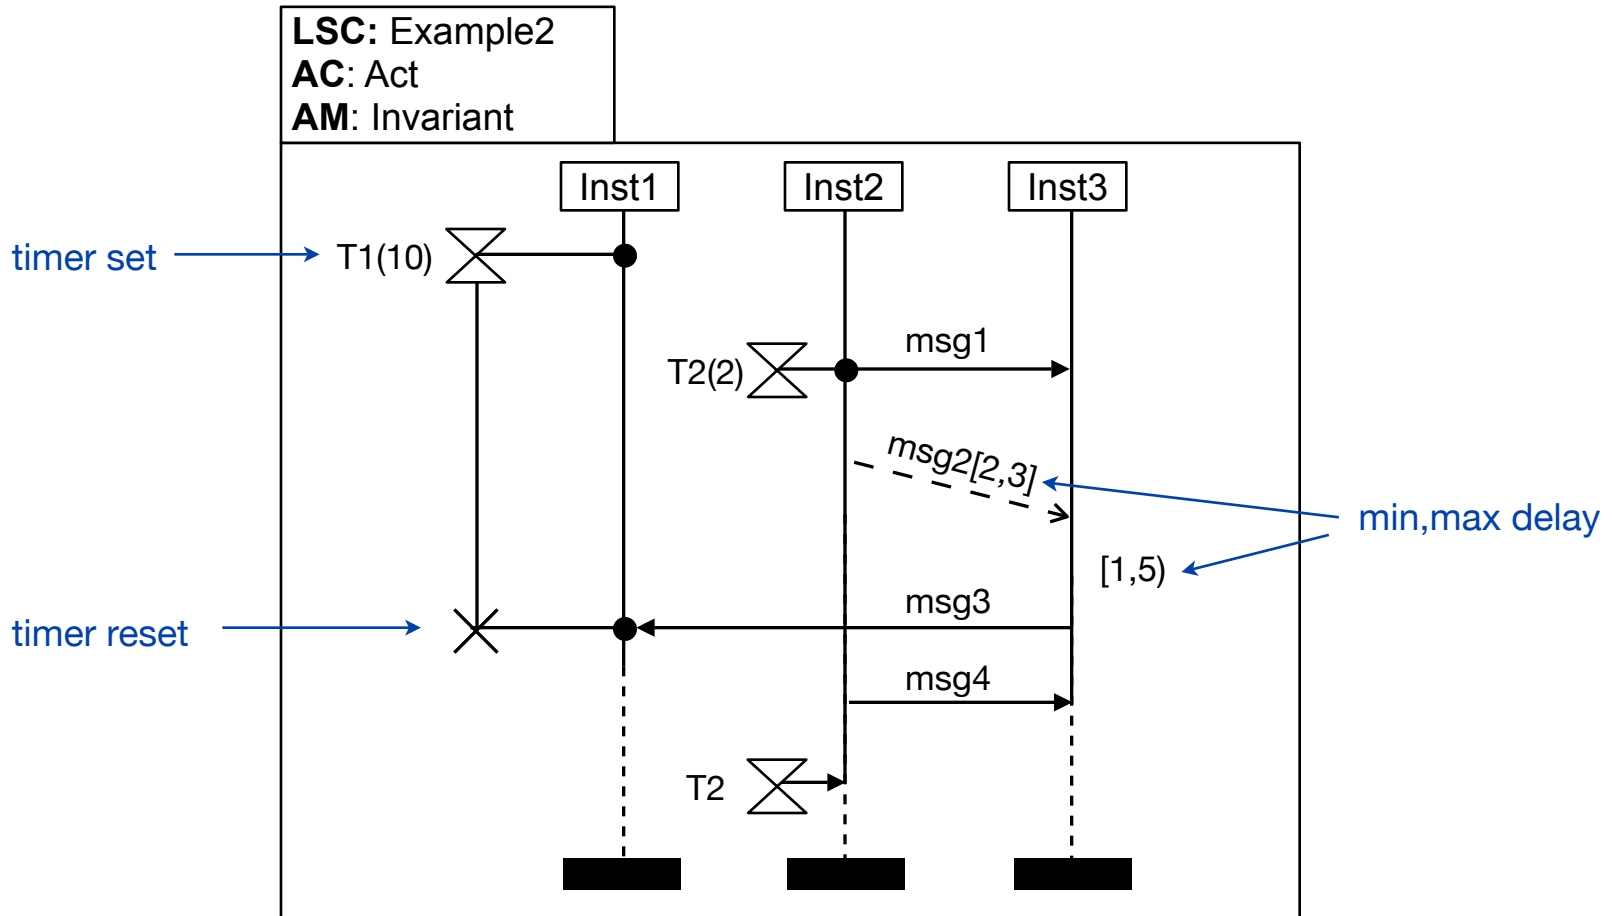 LSC: Example2
AC: Act
AM: Invariant
Inst1
Inst2
Inst3
timer set
T1(10)
msg1
T2(2)
msg2[2,3]
min,max delay
[1,5)
msg3
timer reset
msg4
T2